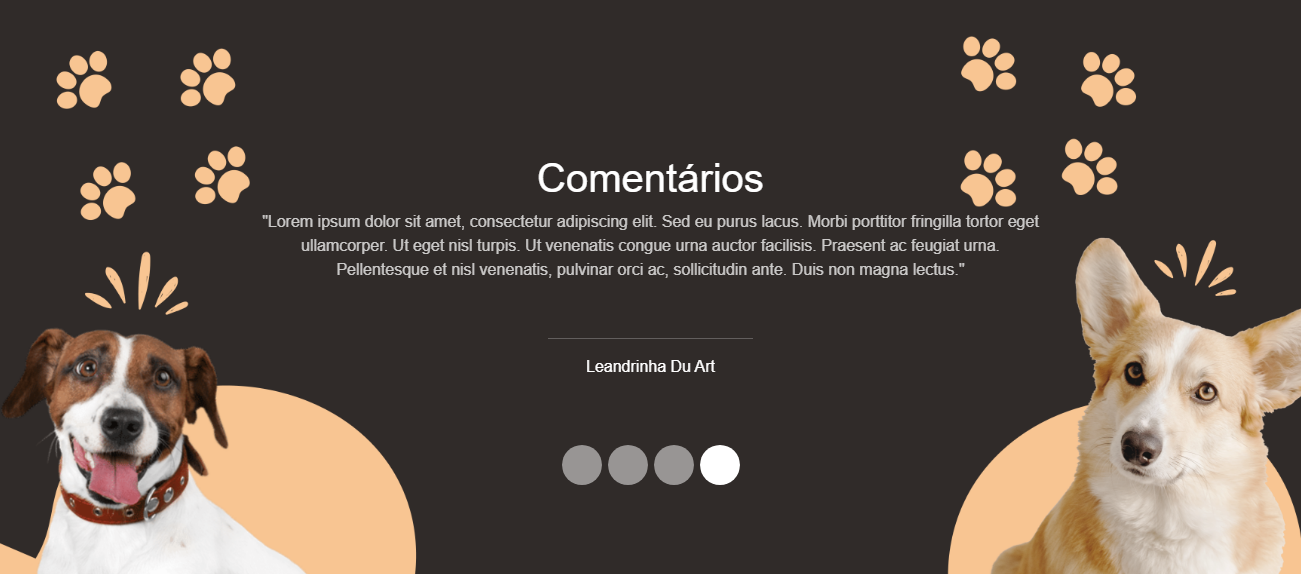 Comentários
"Lorem ipsum dolor sit amet, consectetur adipiscing elit. Sed eu purus lacus. Morbi porttitor fringilla tortor eget
ullamcorper. Ut eget nisl turpis. Ut venenatis congue urna auctor facilisis. Praesent ac feugiat urna.
Pellentesque et nisl venenatis, pulvinar orci ac, sollicitudin ante. Duis non magna lectus."
Leandrinha Du Art